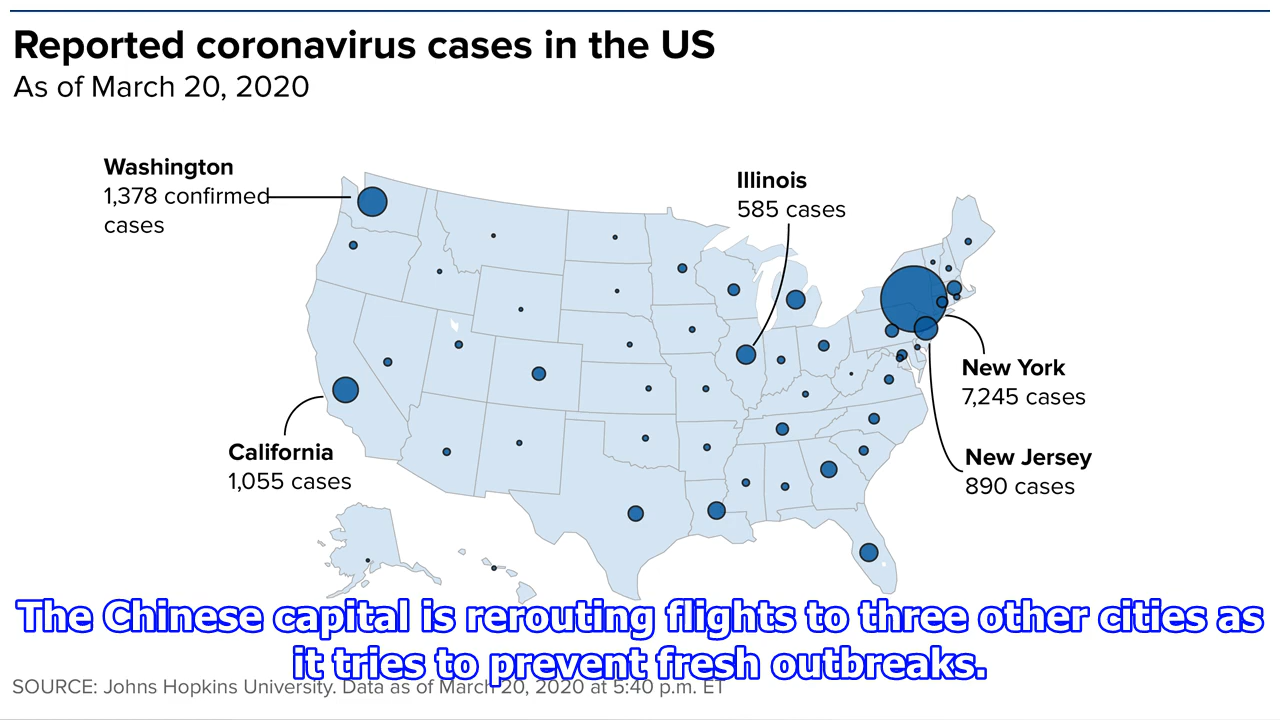 Reported coronavirus cases in the US
As of March 20, 2020
Washington
1,378 confirmed
cases
Illinois
585 cases
New York
7,245 cases
California
1,055 cases
New Jersey
890 cases
The Chinese capital is rerouting flights to three other cities as
it tries to prevent fresh outbreaks.
SOURCE: Johns Hopkins University. Data as of March 20, 2020 at 5:40 p.m. ET